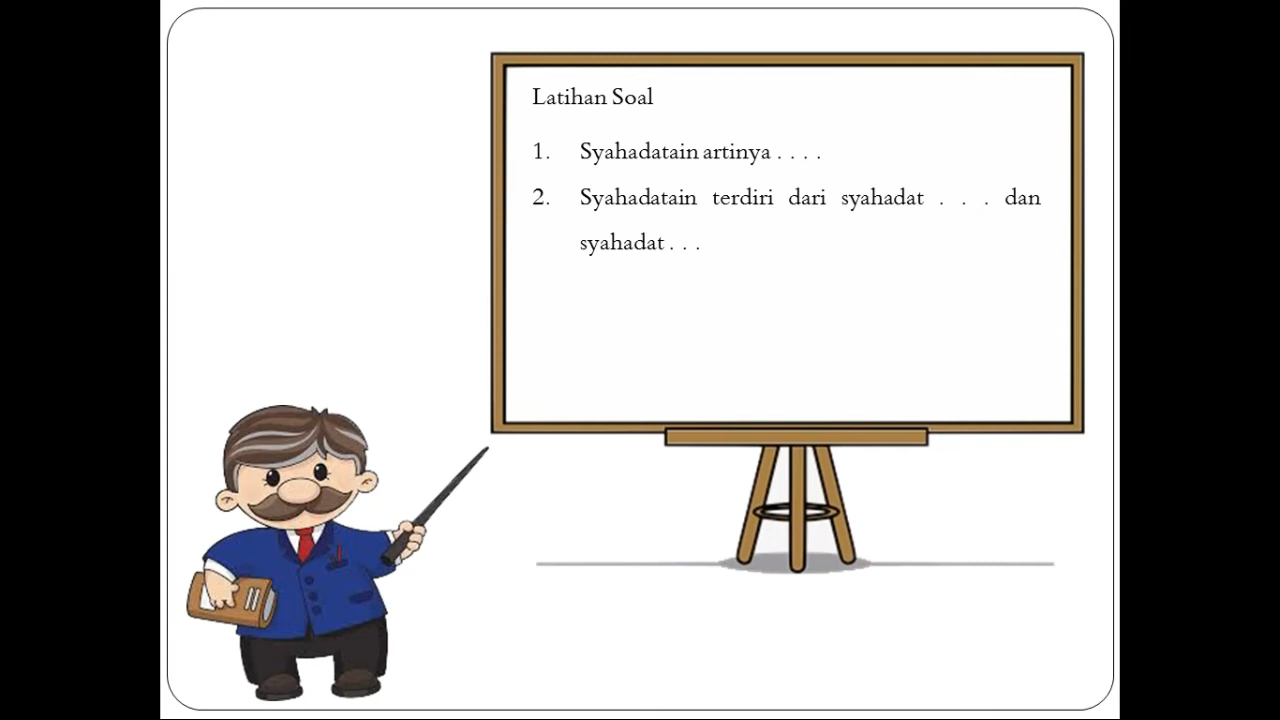 Latihan Soal
1. Syahadatain artinya . . . .
2. Syahadatain terdiri dari syahadat . . . dan
syahadat . . .